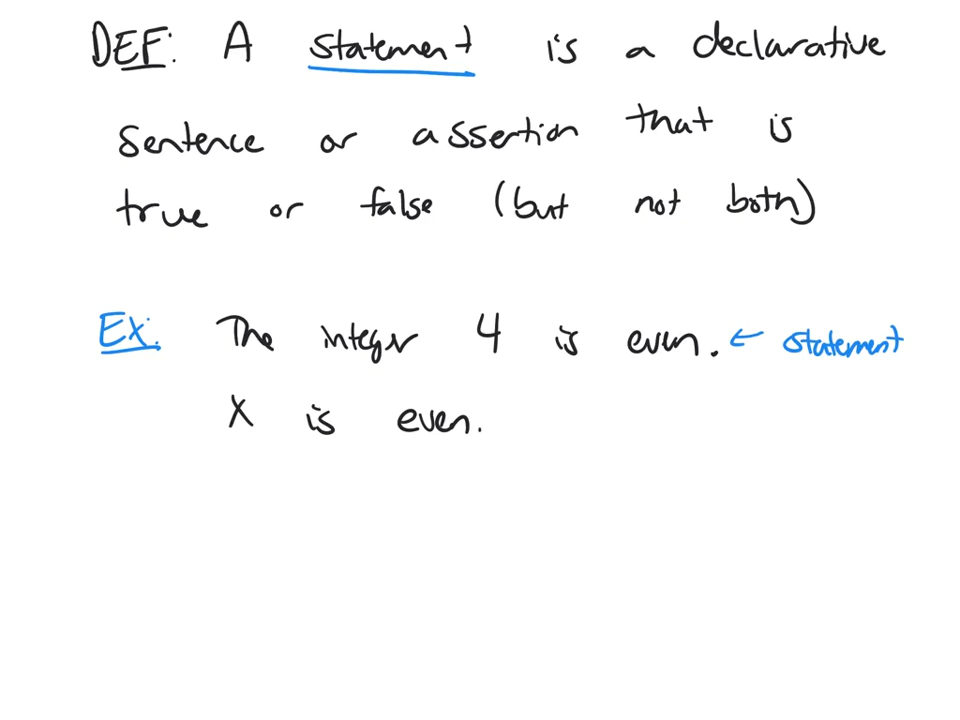 DEF: A statement is a declarative
sentence or assertion that is
true or false (but not both)
Ex: The integer 4 is even. ← statement
X is even.